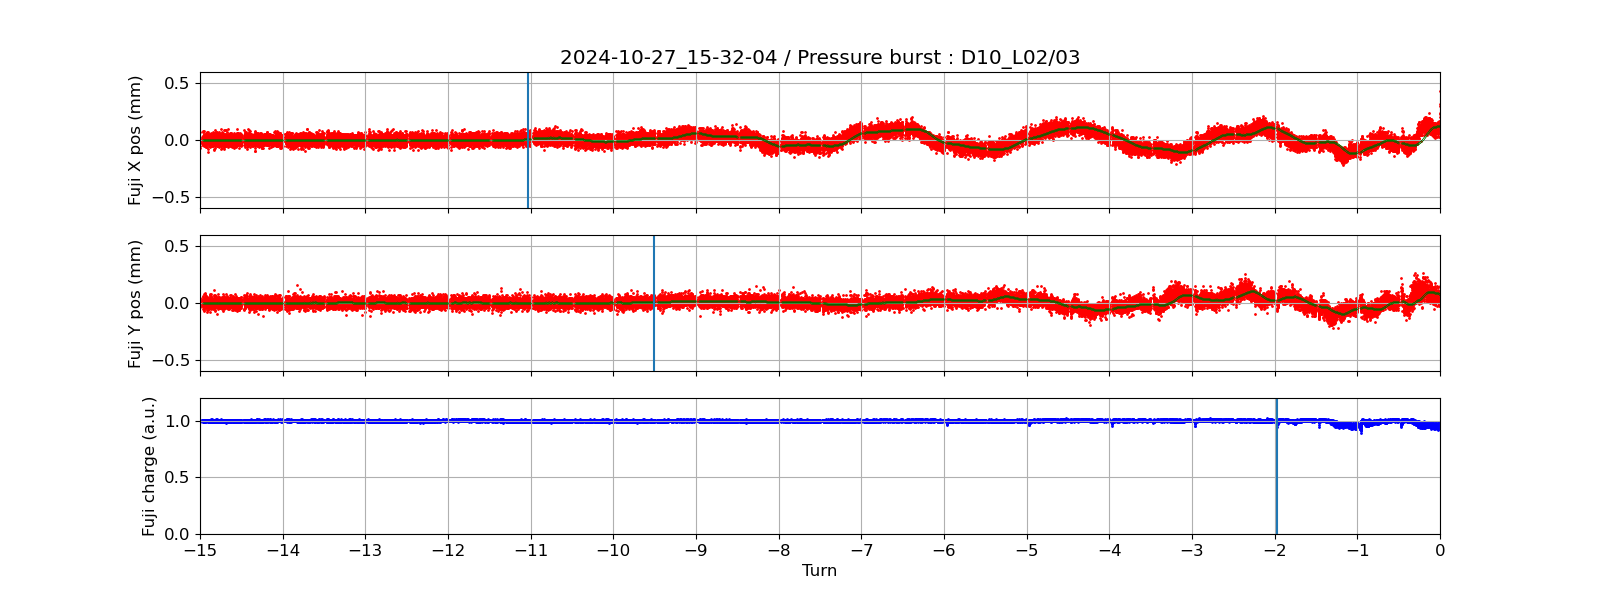 2024-10-27_15-32-04 / Pressure burst : D10_L02/03
Fuji X pos (mm)
0.5
0.0
−0.5
Fuji Y pos (mm)
0.5
0.0
−0.5
Fuji charge (a.u.)
1.0
0.5
0.0
−15 −14 −13 −12 −11 −10 −9 −8 −7 −6 −5 −4 −3 −2 −1 0
Turn